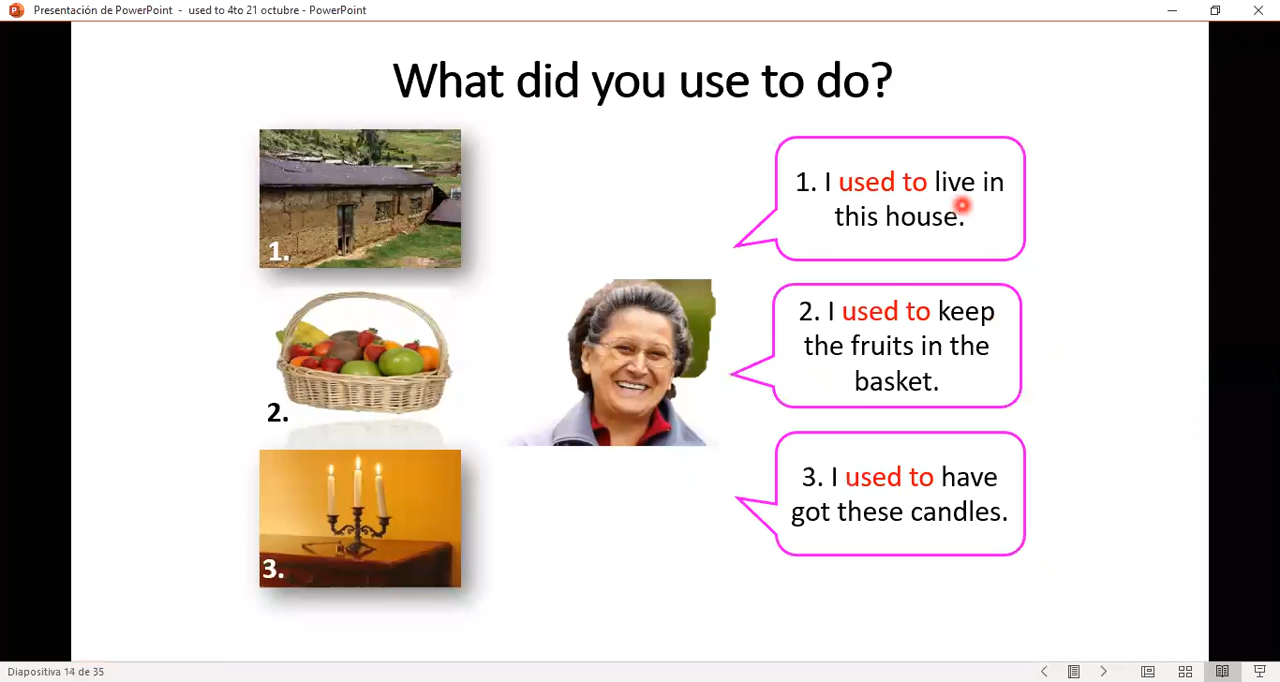 Presentación de PowerPoint - used to 4to 21 octubre - PowerPoint
What did you use to do?
1.
1. I used to live in
this house.
2.
2. I used to keep
the fruits in the
basket.
3.
3. I used to have
got these candles.
Diapositiva 14 de 35